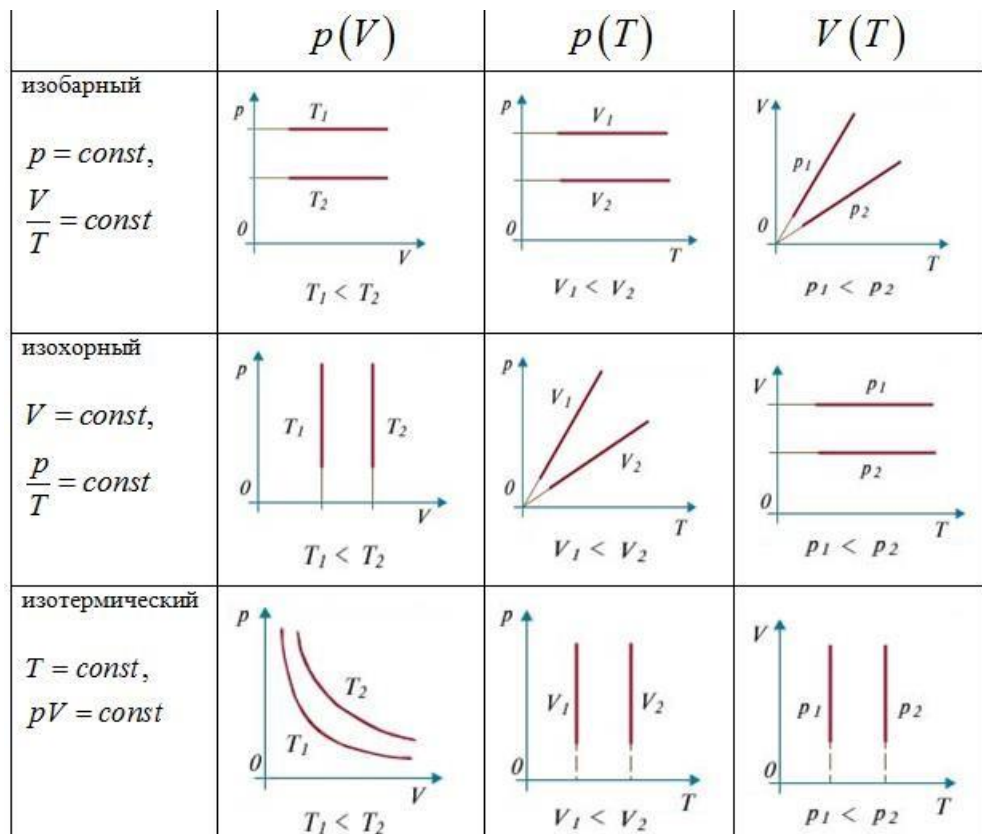 p(V) p(T) V(T)
изобарный
p = const,
V/T = const
p
T1
T2
0
V
T1 < T2
p
V1
V2
0
T
V1 < V2
V
p1
p2
0
T
p1 < p2
изохорный
V = const,
p/T = const
p
T1
T2
0
V
T1 < T2
p
V1
V2
0
T
V1 < V2
V
p1
p2
0
T
p1 < p2
изотермический
T = const,
pV = const
p
T2
T1
0
V
T1 < T2
p
V1
V2
0
T
V1 < V2
V
p1
p2
0
T
p1 < p2